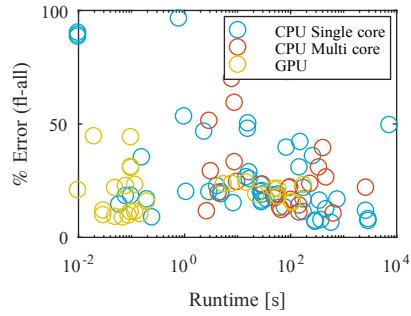 100
50
0
% Error (fl-all)
CPU Single core
CPU Multi core
GPU
10^-2 10^0 10^2 10^4
Runtime [s]